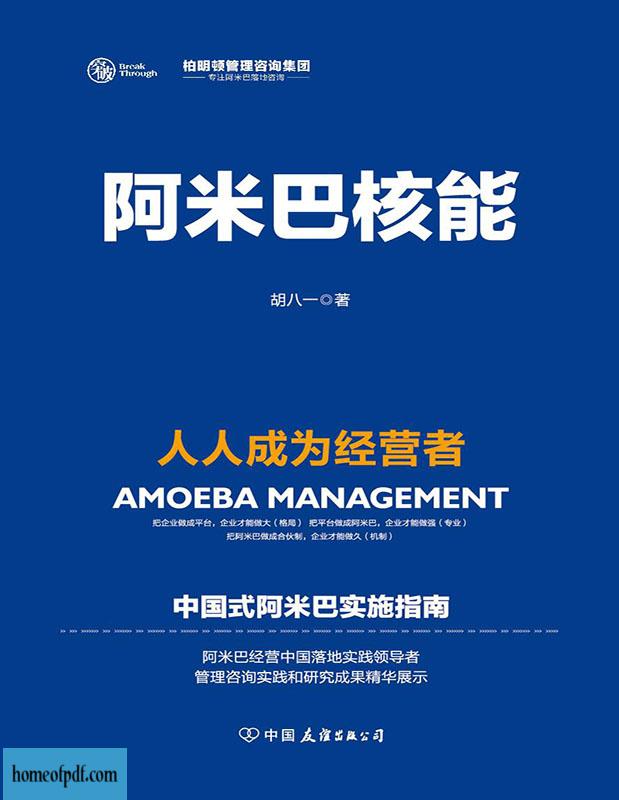 突破
Break
Through
柏明顿管理咨询集团
专注阿米巴落地咨询
阿米巴核能
胡八一◎著
人人成为经营者
AMOEBA MANAGEMENT
把企业做成平台，企业才能做大（格局） 把平台做成阿米巴，企业才能做强（专业）
把阿米巴做成合伙制，企业才能做久（机制）
中国式阿米巴实施指南
阿米巴经营中国落地实践领导者
管理咨询实践和研究成果精华展示
中国友谊出版公司
homeofpdf.com